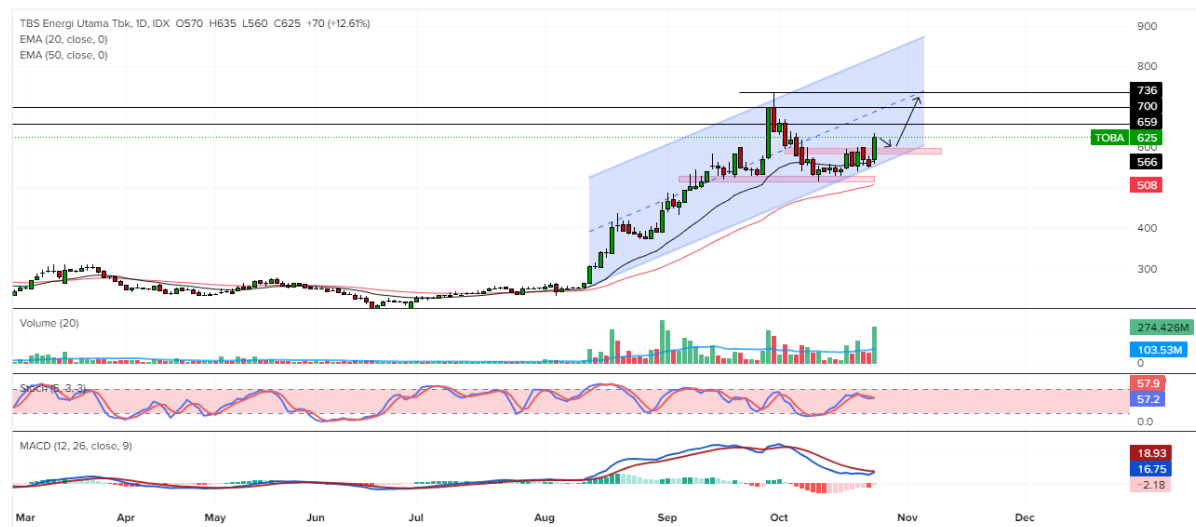 TBS Energi Utama Tbk, 1D, IDX O570 H635 L560 C625 +70 (+12.61%)
EMA (20, close, 0)
EMA (50, close, 0)
900
800
736
700
659
TOBA 625
600
566
508
400
300
Volume (20)
274.426M
103.53M
0
Stoch (5, 3, 3)
57.9
57.2
0.0
MACD (12, 26, close, 9)
18.93
16.75
−2.18
Mar Apr May Jun Jul Aug Sep Oct Nov Dec